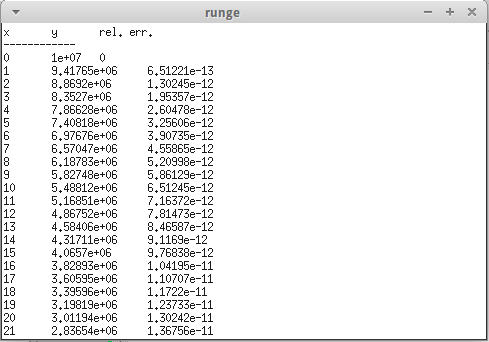 runge
x y rel. err.
------------
0 1e+07 0
1 9.41765e+06 6.51221e-13
2 8.8692e+06 1.30245e-12
3 8.3527e+06 1.95357e-12
4 7.86628e+06 2.60478e-12
5 7.40818e+06 3.25606e-12
6 6.97676e+06 3.90735e-12
7 6.57047e+06 4.55865e-12
8 6.18783e+06 5.20998e-12
9 5.82748e+06 5.86129e-12
10 5.48812e+06 6.51245e-12
11 5.16851e+06 7.16372e-12
12 4.86752e+06 7.81473e-12
13 4.58406e+06 8.46587e-12
14 4.31711e+06 9.1169e-12
15 4.0657e+06 9.76838e-12
16 3.82893e+06 1.04195e-11
17 3.60595e+06 1.10707e-11
18 3.39596e+06 1.1722e-11
19 3.19819e+06 1.23733e-11
20 3.01194e+06 1.30242e-11
21 2.83654e+06 1.36756e-11